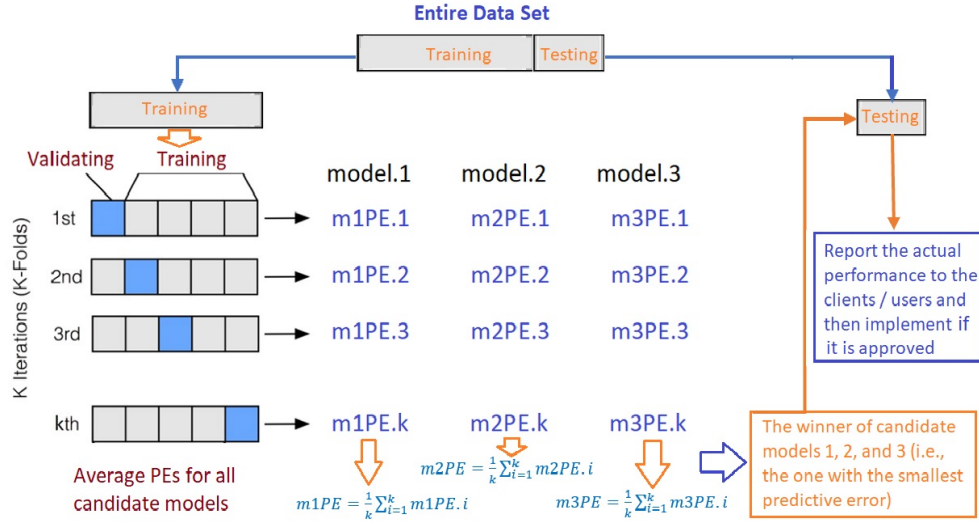 Entire Data Set
Training
Testing
Training
Testing
Validating
Training
model.1
model.2
model.3
K Iterations (K-Folds)
1st
m1PE.1
m2PE.1
m3PE.1
2nd
m1PE.2
m2PE.2
m3PE.2
3rd
m1PE.3
m2PE.3
m3PE.3
kth
m1PE.k
m2PE.k
m3PE.k
Report the actual
performance to the
clients / users and
then implement if
it is approved
Average PEs for all
candidate models
m1PE = 1/k ∑_{i=1}^{k} m1PE.i
m2PE = 1/k ∑_{i=1}^{k} m2PE.i
m3PE = 1/k ∑_{i=1}^{k} m3PE.i
The winner of candidate
models 1, 2, and 3 (i.e.,
the one with the smallest
predictive error)